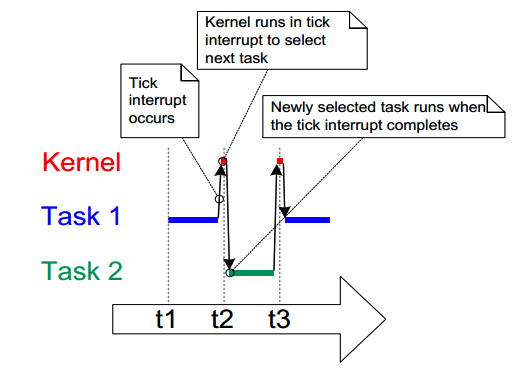 Kernel runs in tick
interrupt to select
next task
Tick
interrupt
occurs
Newly selected task runs when
the tick interrupt completes
Kernel
Task 1
Task 2
t1 t2 t3